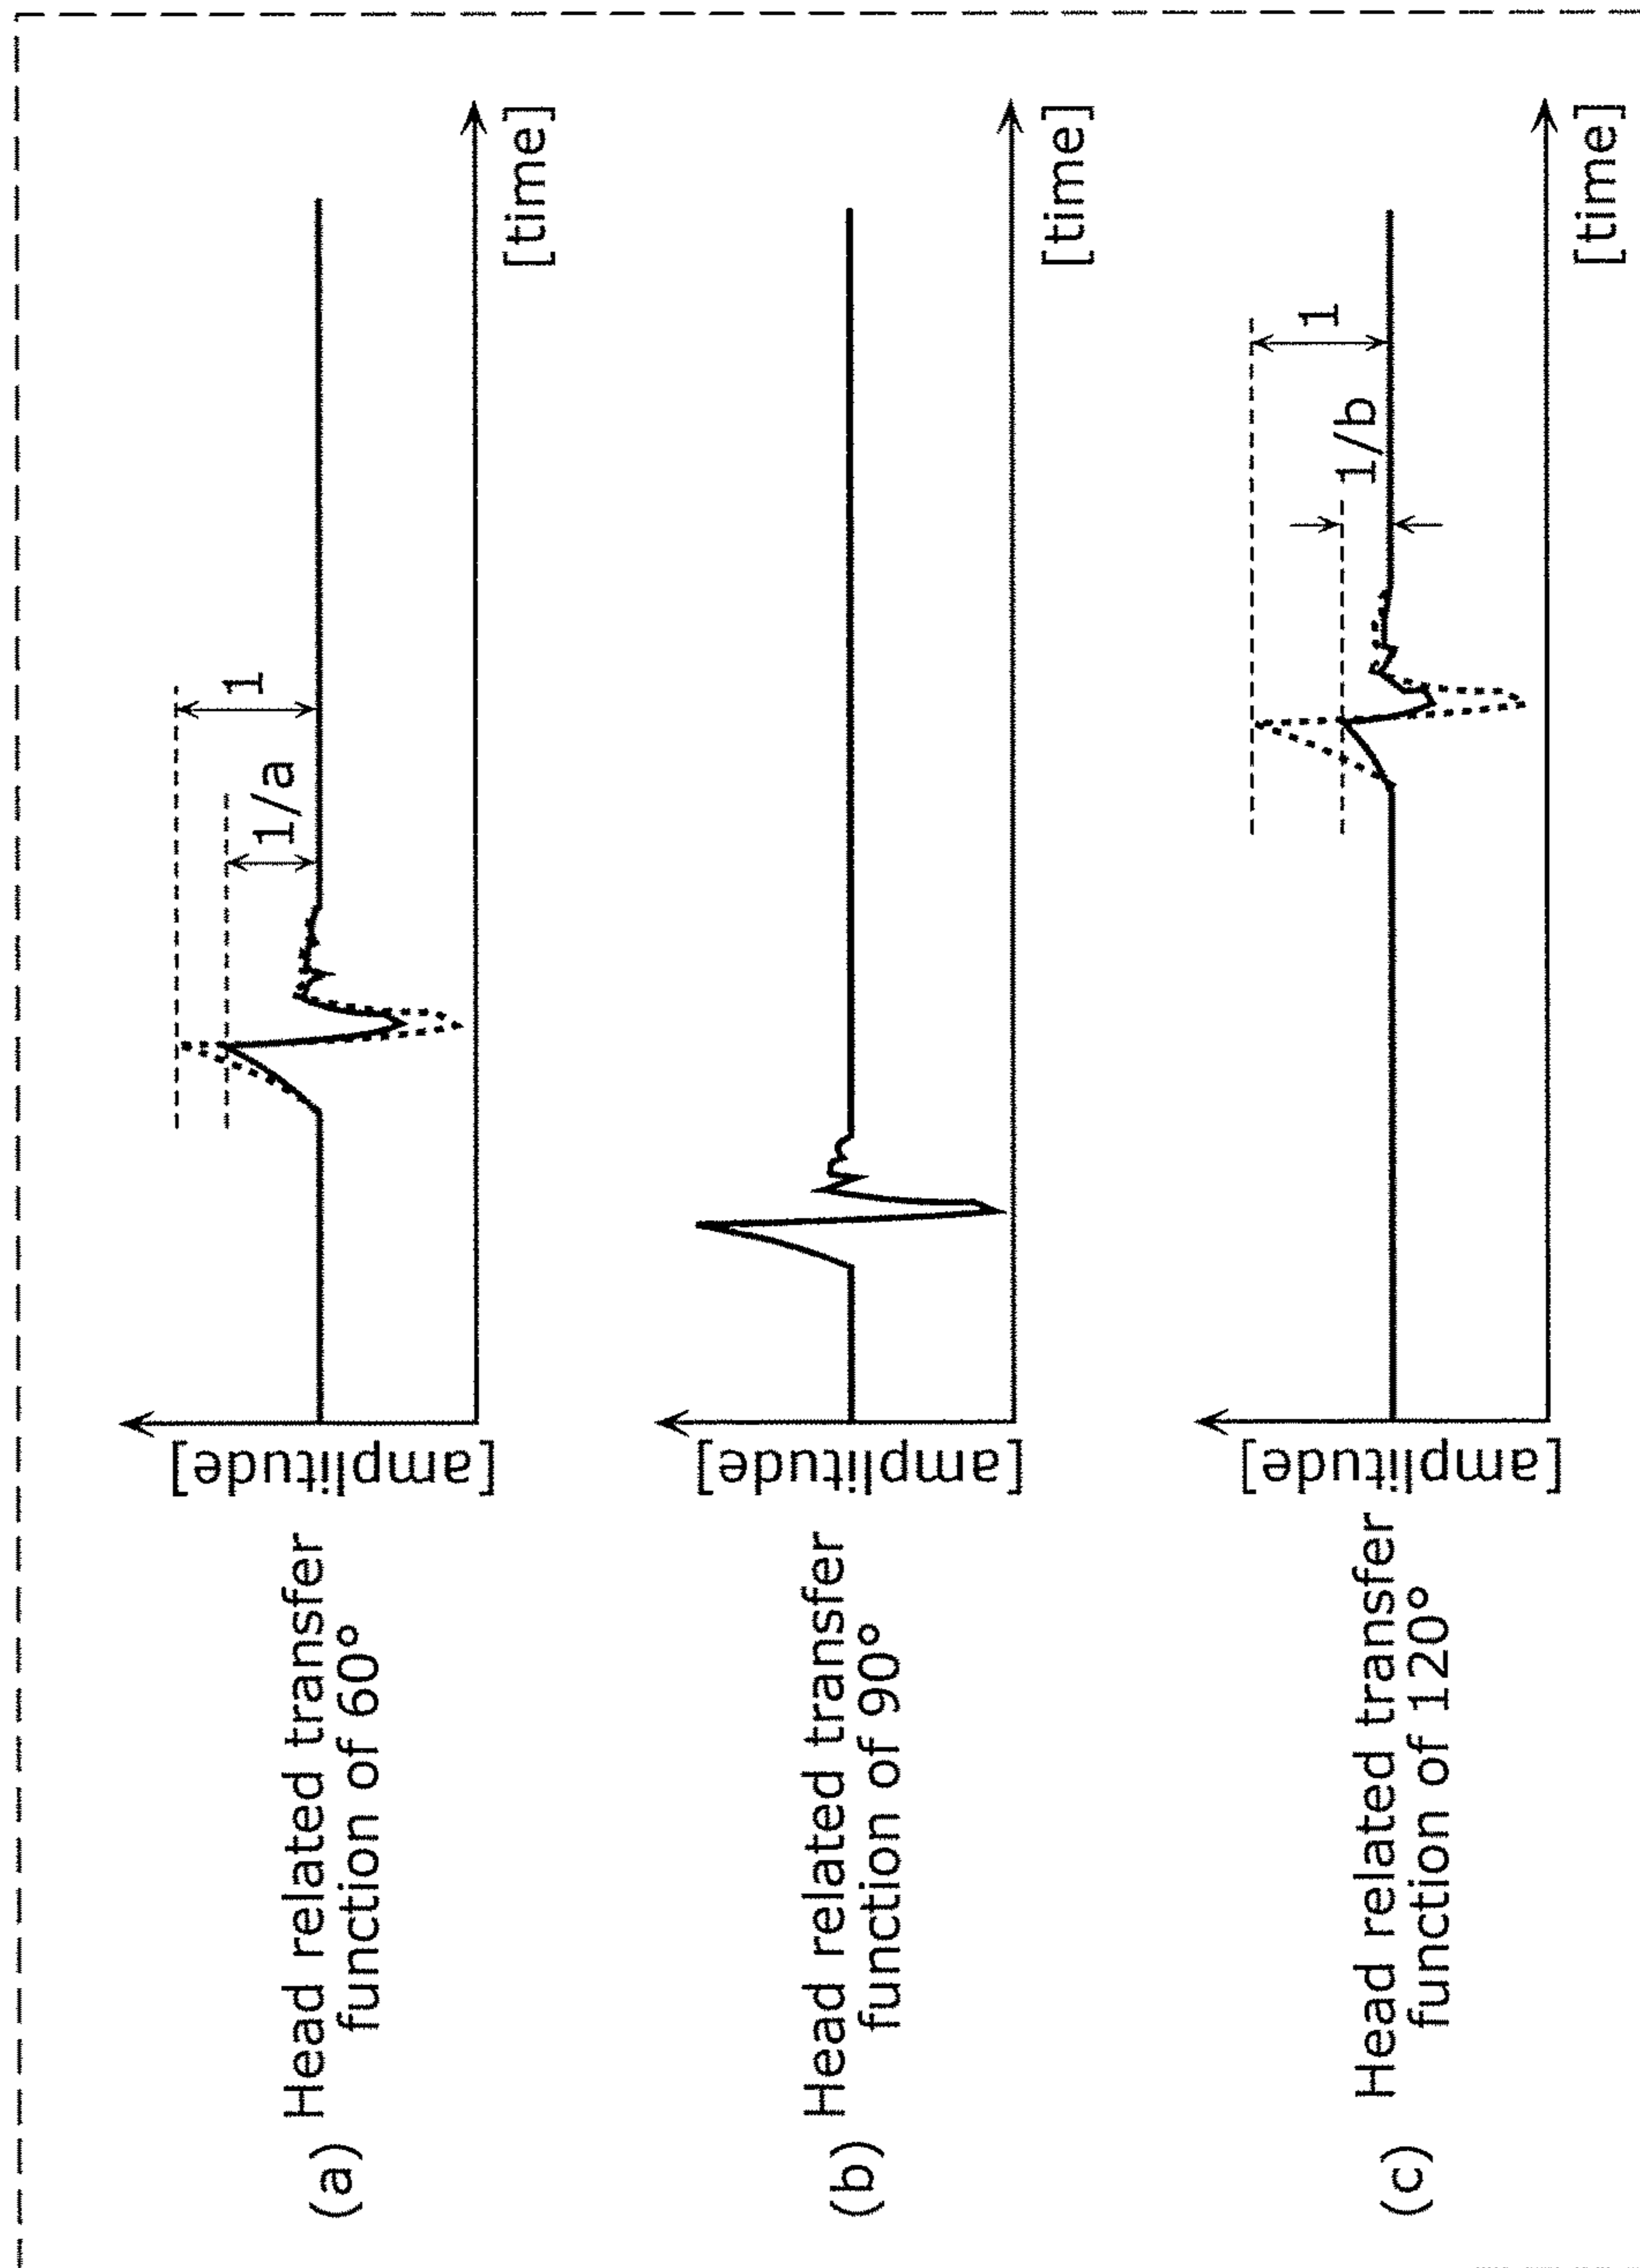 (a) Head related transfer
function of 60°
[amplitude]
1/a
1
[time]
(b) Head related transfer
function of 90°
[amplitude]
[time]
(c) Head related transfer
function of 120°
[amplitude]
1/b
1
[time]